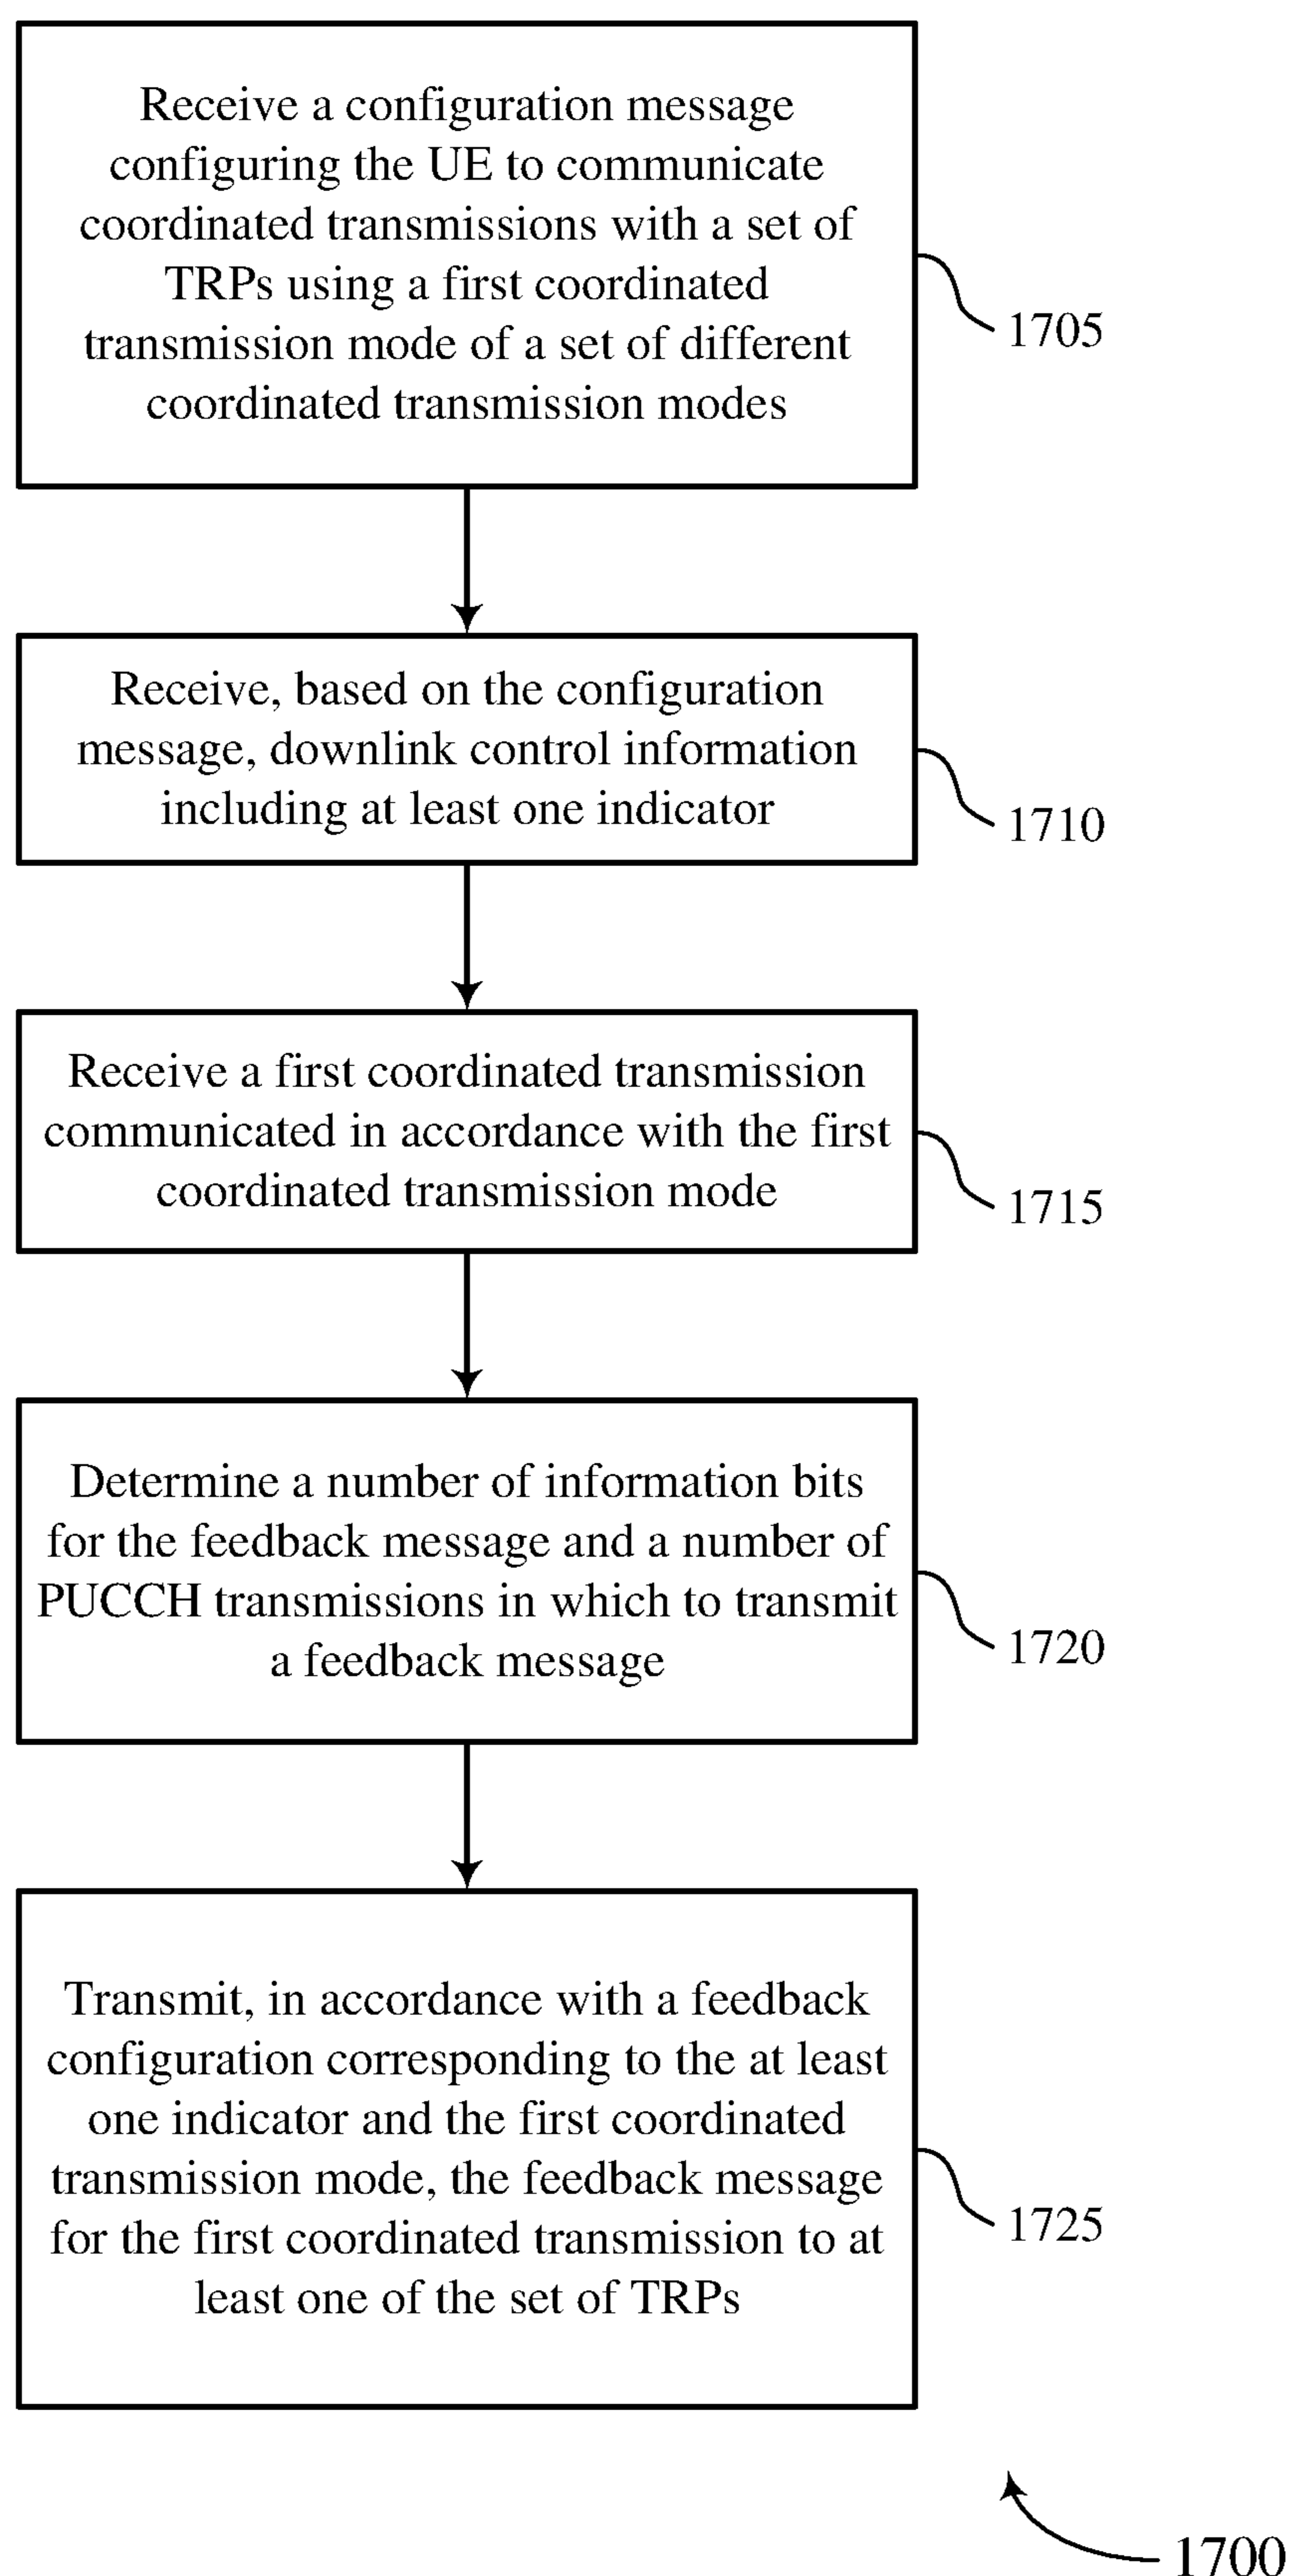 Receive a configuration message
configuring the UE to communicate
coordinated transmissions with a set of
TRPs using a first coordinated
transmission mode of a set of different
coordinated transmission modes
1705
Receive, based on the configuration
message, downlink control information
including at least one indicator
1710
Receive a first coordinated transmission
communicated in accordance with the first
coordinated transmission mode
1715
Determine a number of information bits
for the feedback message and a number of
PUCCH transmissions in which to transmit
a feedback message
1720
Transmit, in accordance with a feedback
configuration corresponding to the at least
one indicator and the first coordinated
transmission mode, the feedback message
for the first coordinated transmission to at
least one of the set of TRPs
1725
1700